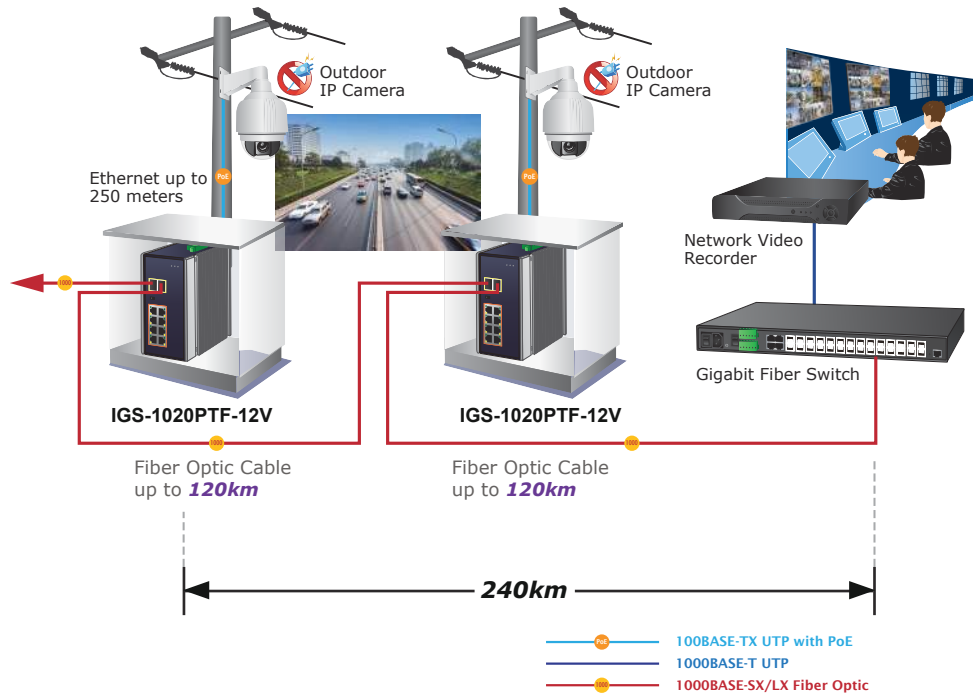 Outdoor
IP Camera
Outdoor
IP Camera
Ethernet up to
250 meters
PoE
PoE
Network Video
Recorder
1000
Gigabit Fiber Switch
IGS-1020PTF-12V
IGS-1020PTF-12V
1000
1000
Fiber Optic Cable
up to 120km
Fiber Optic Cable
up to 120km
240km
PoE 100BASE-TX UTP with PoE
1000BASE-T UTP
1000 1000BASE-SX/LX Fiber Optic